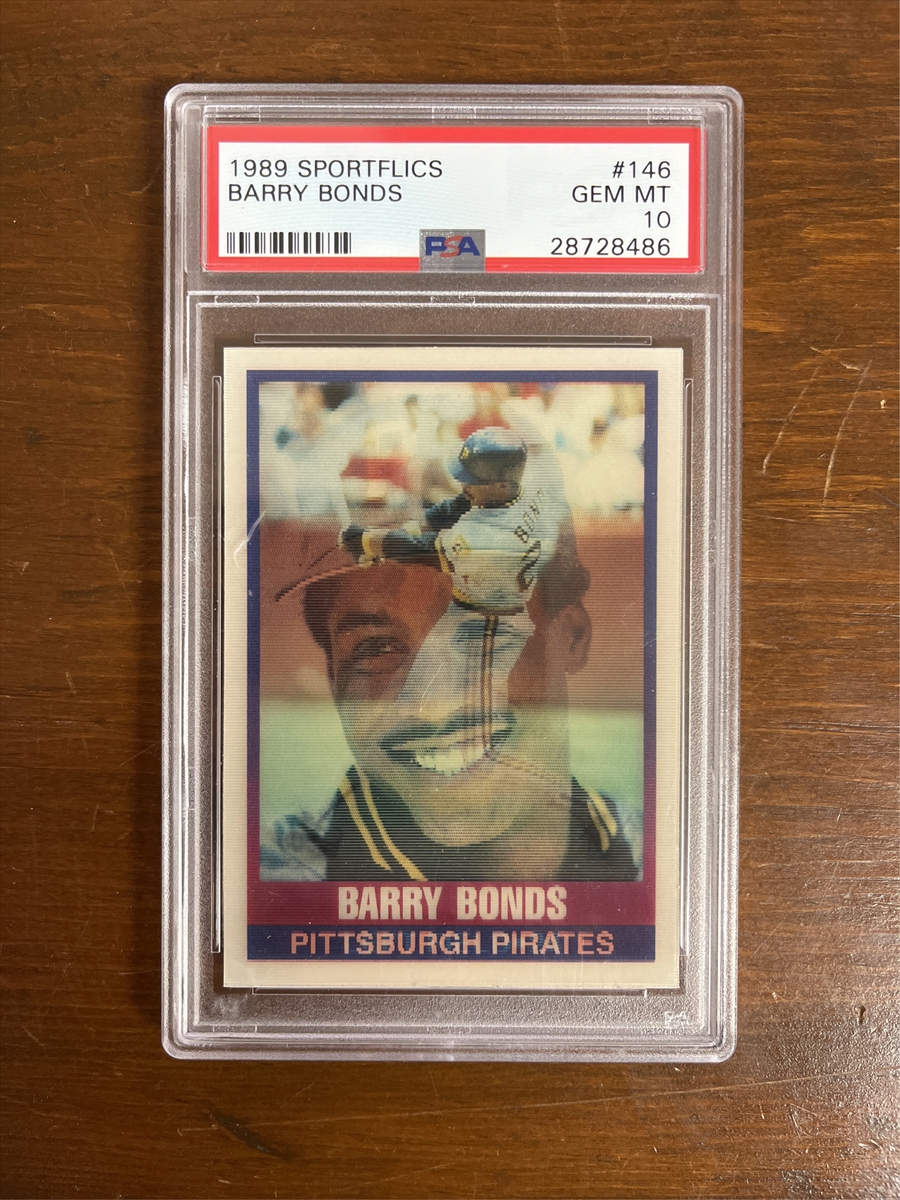 1989 SPORTFLICS #146
BARRY BONDS GEM MT
10
PSA 28728486
BARRY BONDS
PITTSBURGH PIRATES